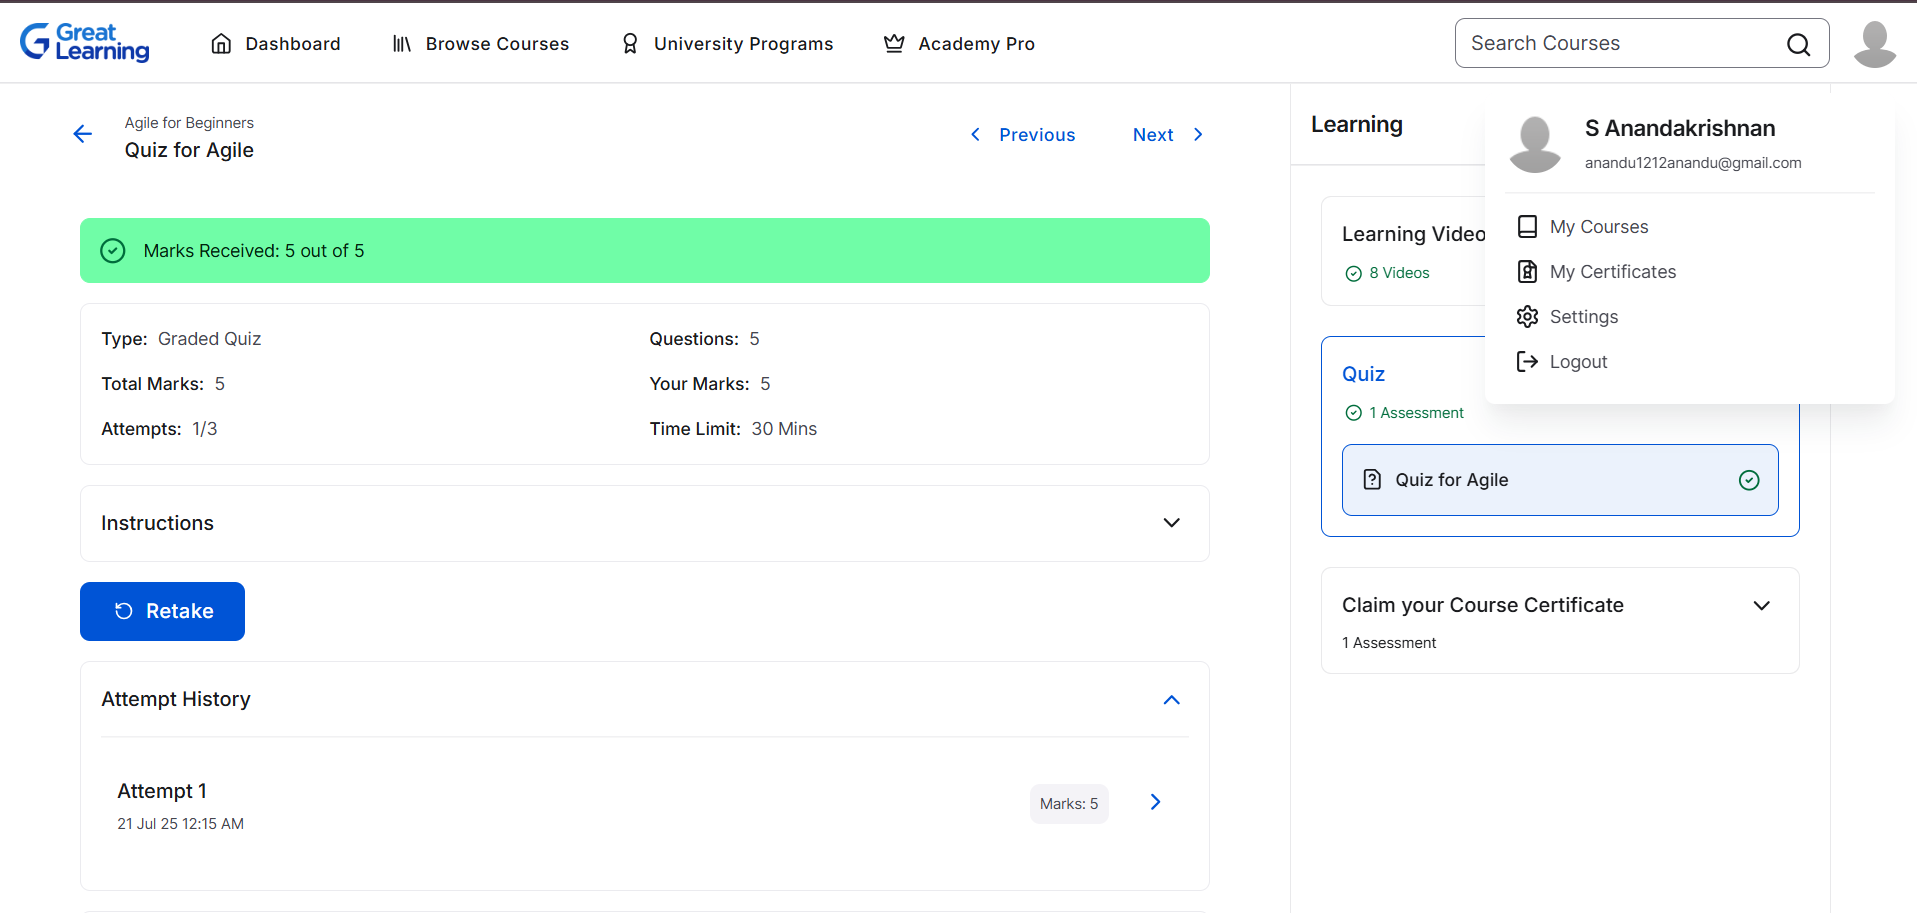 Great Learning
Dashboard
Browse Courses
University Programs
Academy Pro
Search Courses
Agile for Beginners
Quiz for Agile
Previous
Next
Marks Received: 5 out of 5
Type: Graded Quiz
Questions: 5
Total Marks: 5
Your Marks: 5
Attempts: 1/3
Time Limit: 30 Mins
Instructions
Retake
Attempt History
Attempt 1
21 Jul 25 12:15 AM
Marks: 5
Learning
Learning Video
8 Videos
Quiz
1 Assessment
Quiz for Agile
Claim your Course Certificate
1 Assessment
S Anandakrishnan
anandu1212anandu@gmail.com
My Courses
My Certificates
Settings
Logout